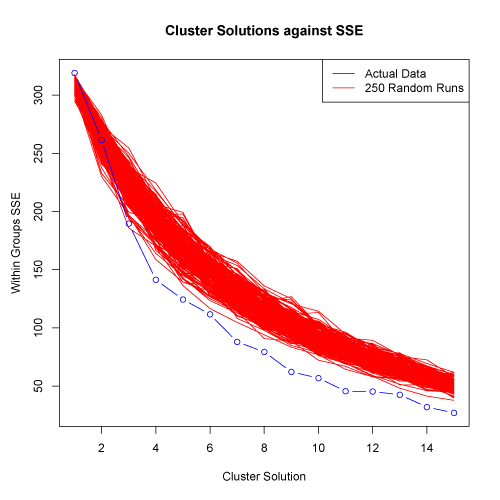 Cluster Solutions against SSE
Actual Data
250 Random Runs
Within Groups SSE
300
250
200
150
100
50
2 4 6 8 10 12 14
Cluster Solution